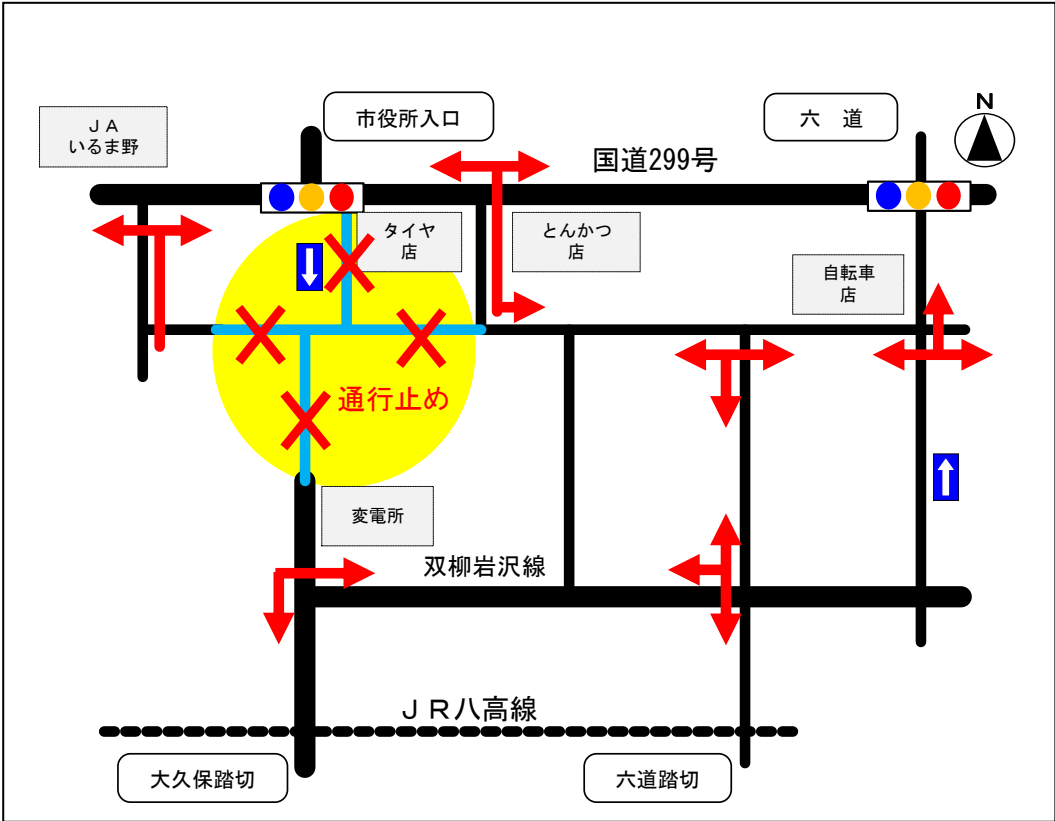 市役所入口
六 道
N
JA
いるま野
国道299号
タイヤ
店
とんかつ
店
自転車
店
通行止め
変電所
双柳岩沢線
JR八高線
大久保踏切
六道踏切